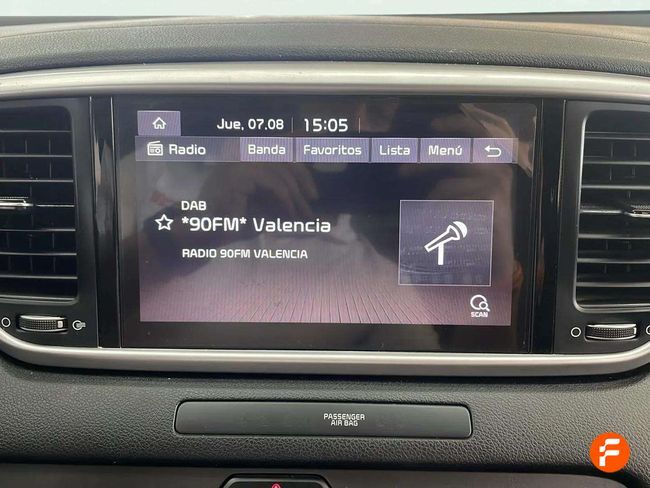 Jue, 07.08 15:05
Radio Banda Favoritos Lista Menú
DAB
*90FM* Valencia
RADIO 90FM VALENCIA
SCAN
PASSENGER
AIR BAG